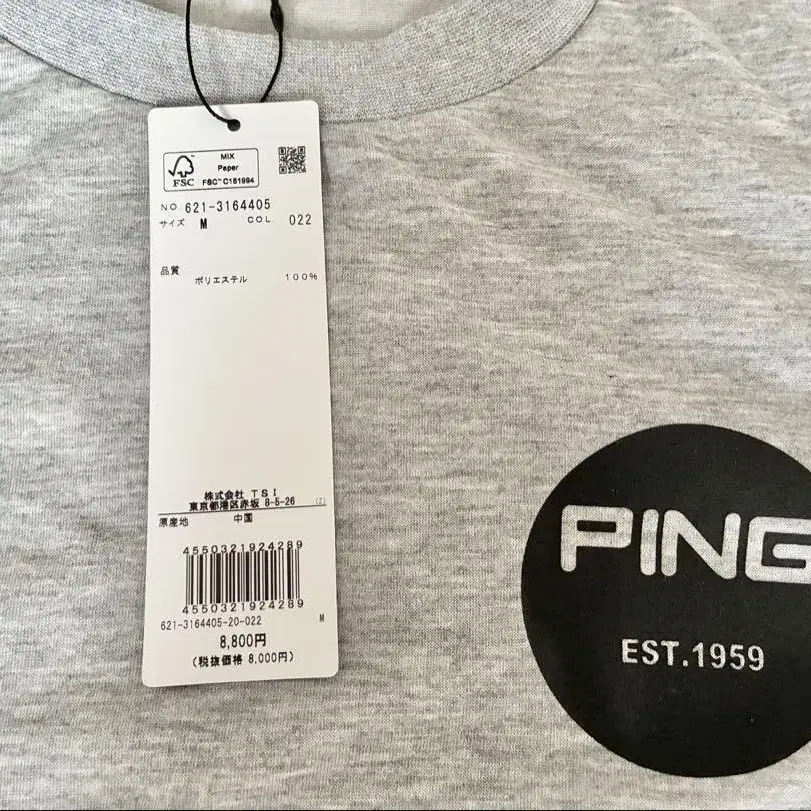 MIX
Paper
FSC
FSC™ C161994
NO 621-3164405
サイズ M COL 022
品質
ポリエステル 100%
株式会社 TSI
東京都港区赤坂 8-5-26 (Z)
原産地 中国
4550321924289
4550321924289
621-3164405-20-022 M
8,800円
(税抜価格 8,000円)
PING
EST.1959